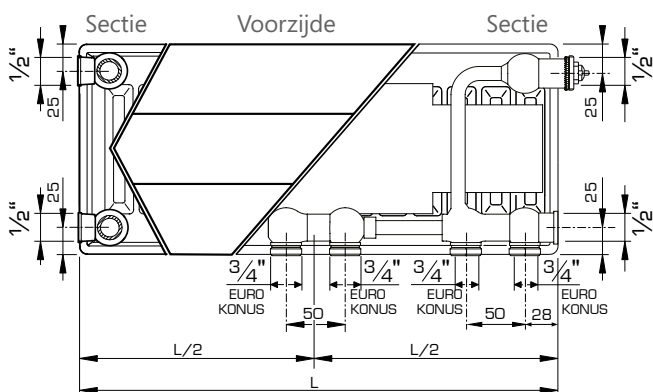 Sectie Voorzijde Sectie
1/2“ 1/2“
25 25
25 25
1/2“ 1/2“
3/4" 3/4" 3/4" 3/4"
EURO KONUS EURO KONUS EURO KONUS EURO KONUS
50 50 28
L/2 L/2
L